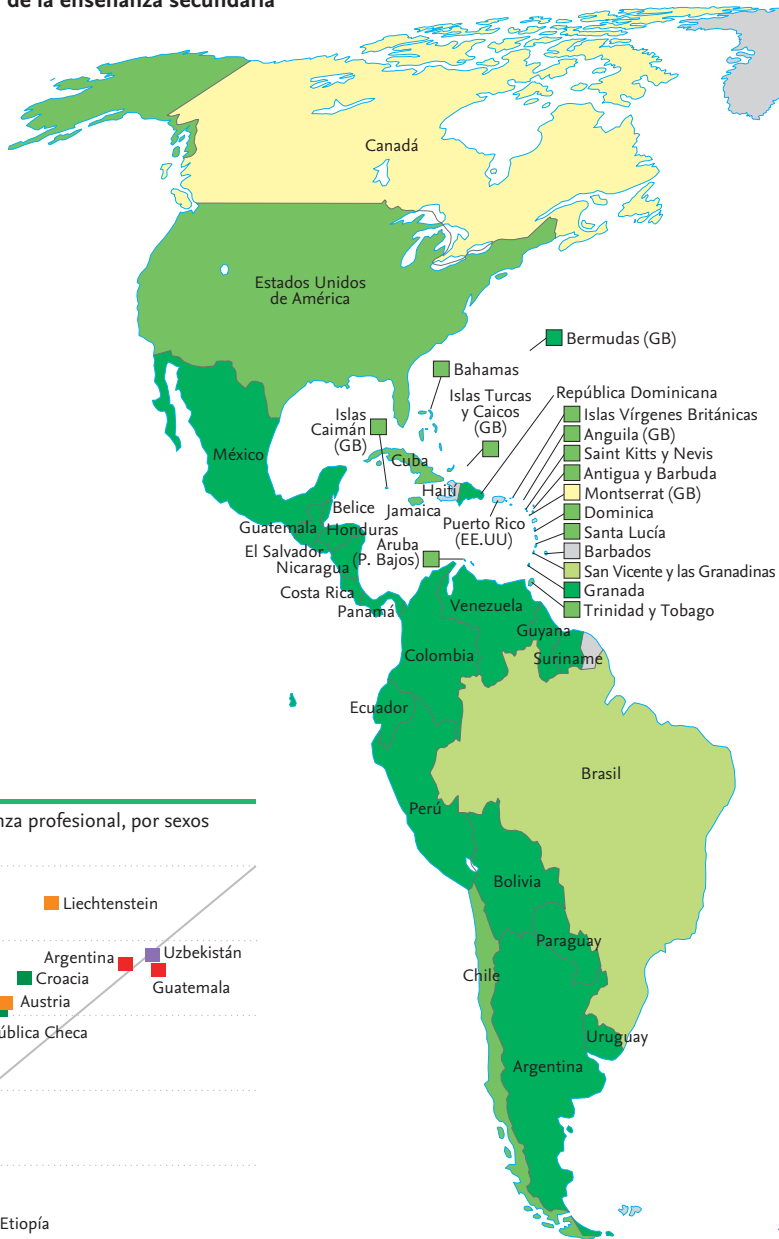 de la enseñanza secundaria
Canadá
Estados Unidos
de América
Bermudas (GB)
Bahamas
Islas Turcas
y Caicos
(GB)
República Dominicana
Islas
Caimán
(GB)
Islas Vírgenes Británicas
Anguila (GB)
Saint Kitts y Nevis
Antigua y Barbuda
Montserrat (GB)
Dominica
Santa Lucía
Barbados
San Vicente y las Granadinas
Granada
Trinidad y Tobago
México
Cuba
Haití
Belice
Jamaica
Puerto Rico
(EE.UU)
Guatemala
Honduras
Aruba
(P. Bajos)
El Salvador
Nicaragua
Costa Rica
Panamá
Venezuela
Guyana
Colombia
Suriname
Ecuador
Brasil
Perú
Bolivia
Paraguay
Chile
Uruguay
Argentina
nza profesional, por sexos
Liechtenstein
Argentina
Uzbekistán
Croacia
Guatemala
Austria
ública Checa
Etiopía